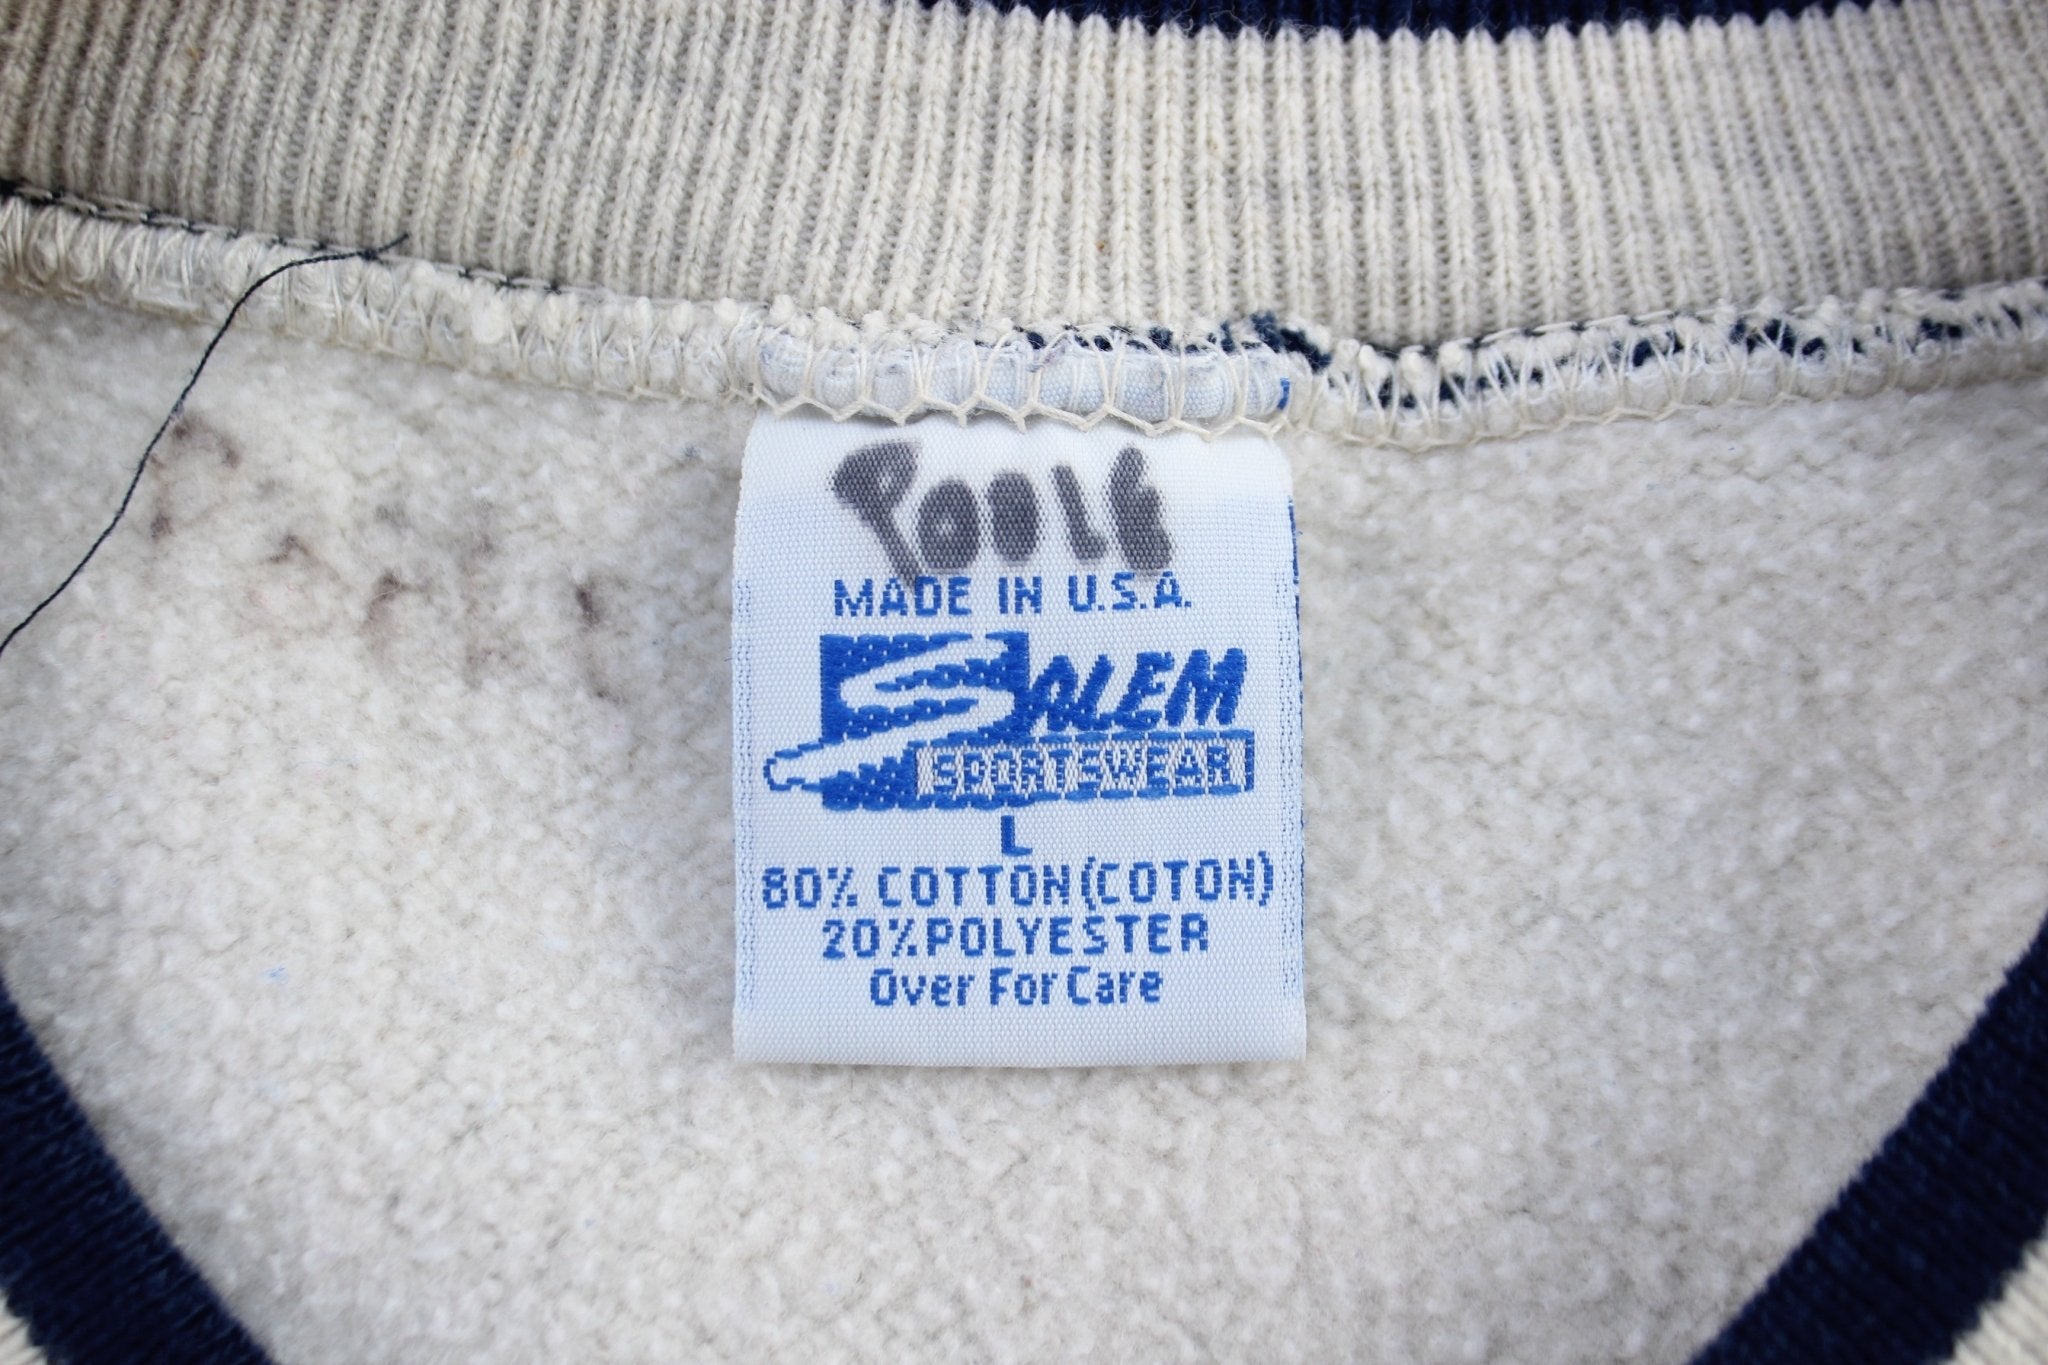 POOLE
MADE IN U.S.A.
SALEM
SPORTSWEAR
L
80% COTTON (COTON)
20% POLYESTER
Over For Care